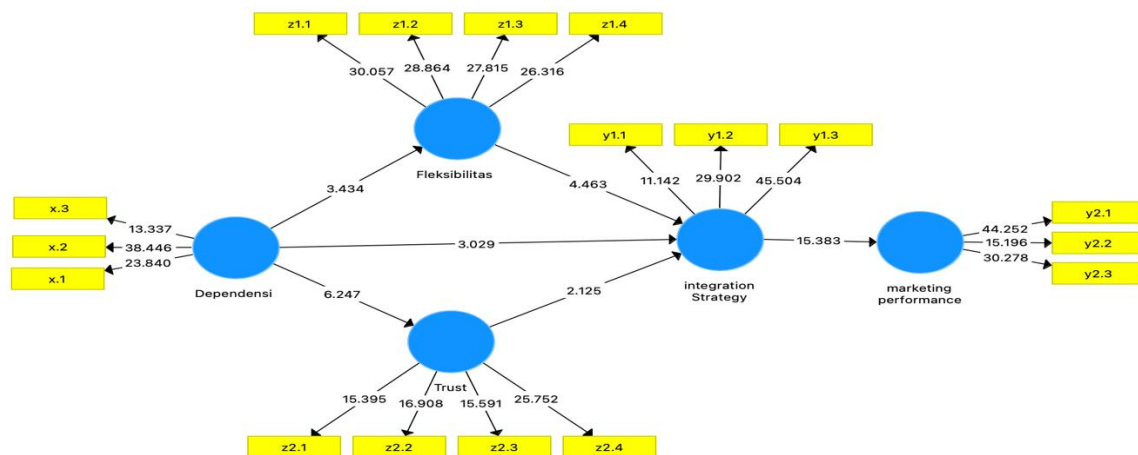 z1.1
z1.2
z1.3
z1.4
30.057
28.864
27.815
26.316
Fleksibilitas
y1.1
y1.2
y1.3
11.142
29.902
45.504
3.434
4.463
x.3
x.2
x.1
13.337
38.446
23.840
Dependensi
3.029
integration
Strategy
15.383
marketing
performance
y2.1
y2.2
y2.3
44.252
15.196
30.278
6.247
2.125
Trust
15.395
16.908
15.591
25.752
z2.1
z2.2
z2.3
z2.4